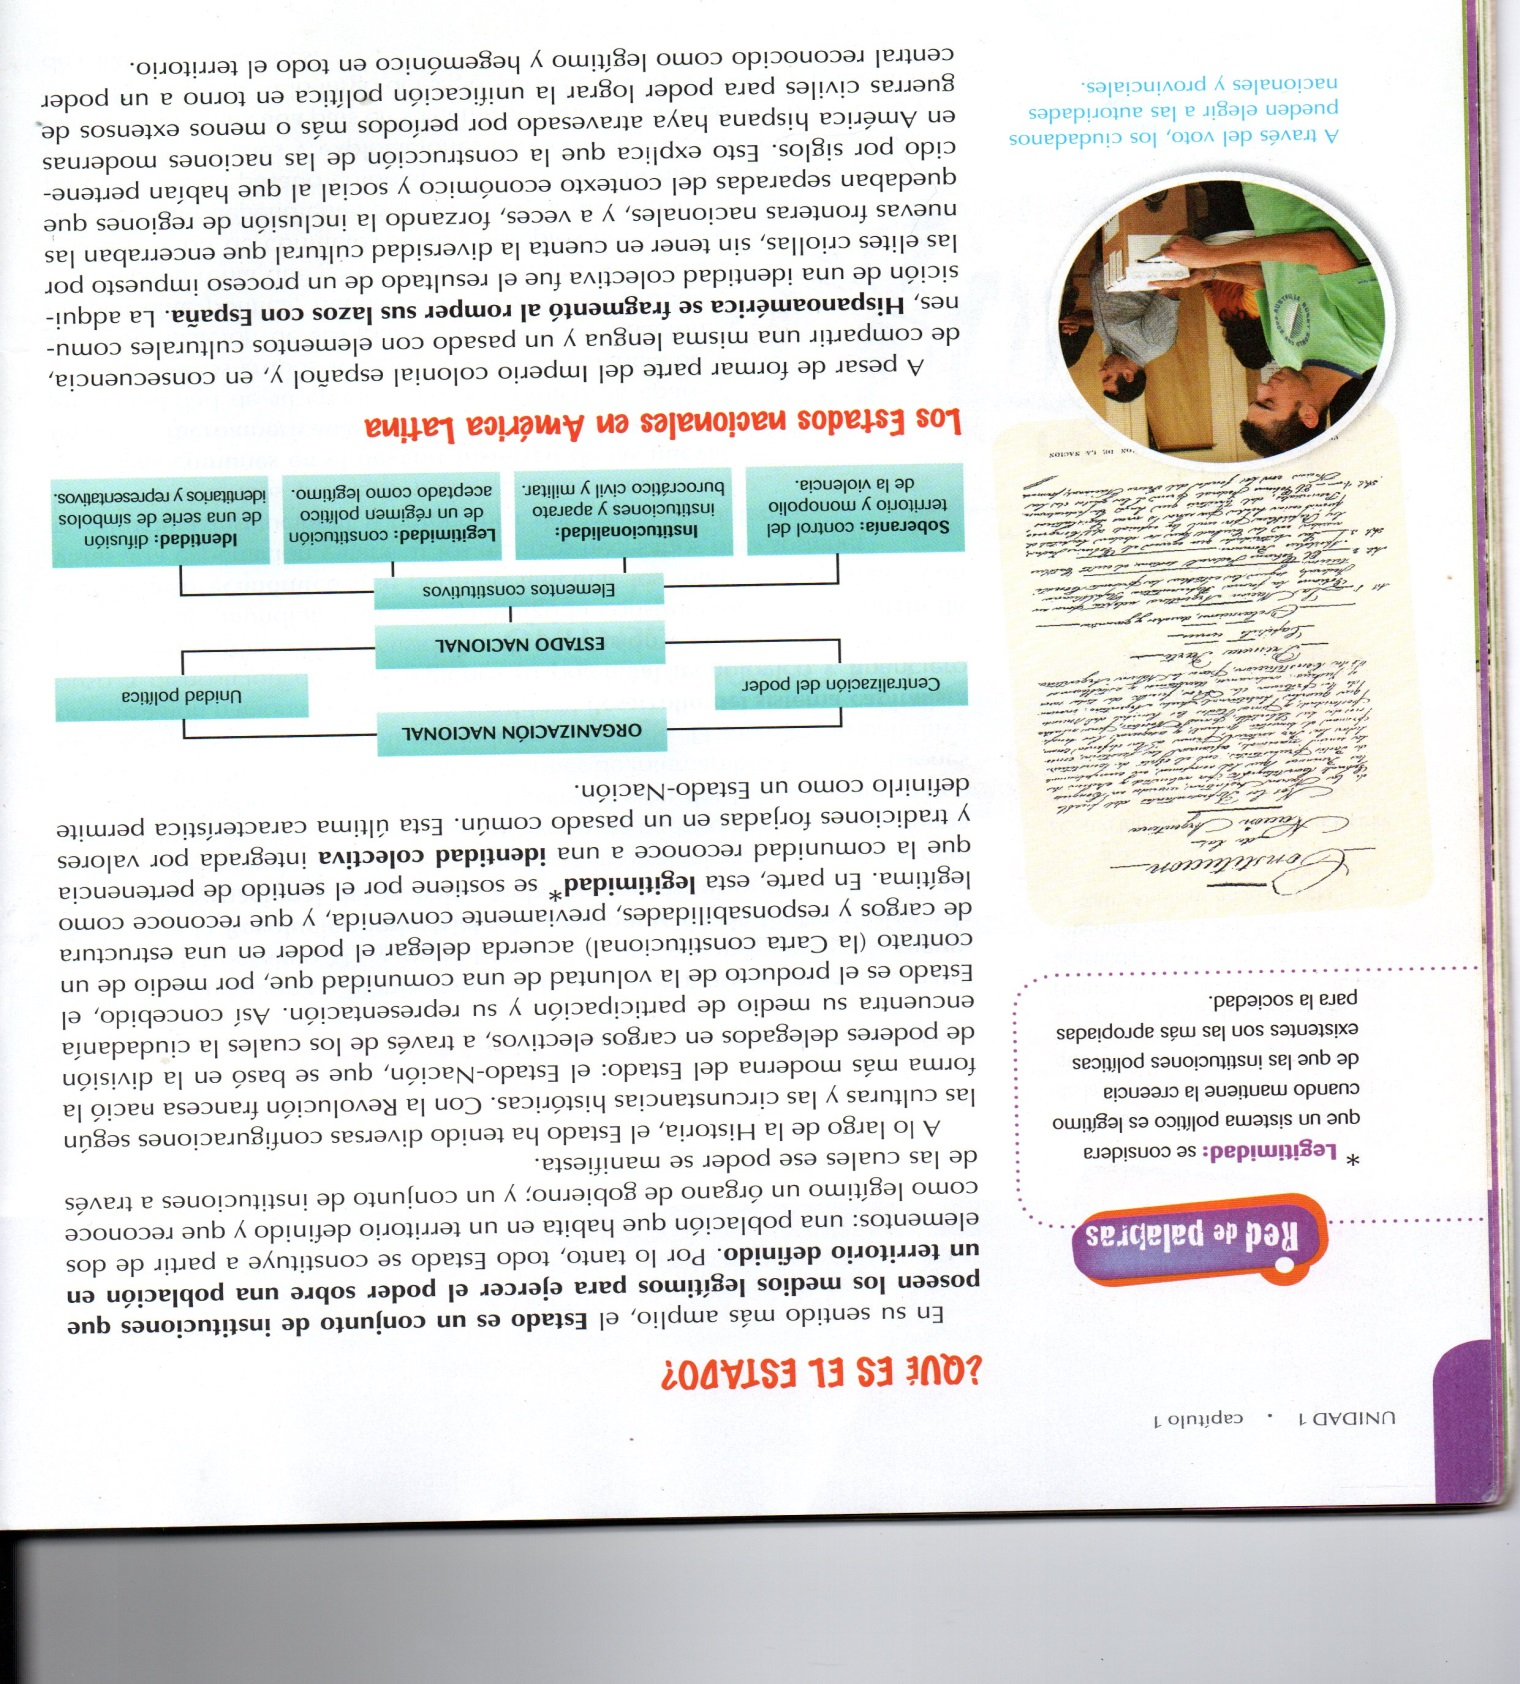 UNIDAD 1 • capítulo 1
¿QUÉ ES EL ESTADO?
En su sentido más amplio, el Estado es un conjunto de instituciones que
poseen los medios legítimos para ejercer el poder sobre una población en
un territorio definido. Por lo tanto, todo Estado se constituye a partir de dos
elementos: una población que habita en un territorio definido y que reconoce
como legítimo un órgano de gobierno; y un conjunto de instituciones a través
de las cuales ese poder se manifiesta.
A lo largo de la Historia, el Estado ha tenido diversas configuraciones según
las culturas y las circunstancias históricas. Con la Revolución francesa nació la
forma más moderna del Estado: el Estado-Nación, que se basó en la división
de poderes delegados en cargos electivos, a través de los cuales la ciudadanía
encuentra su medio de participación y su representación. Así concebido, el
Estado es el producto de la voluntad de una comunidad que, por medio de un
contrato (la Carta constitucional) acuerda delegar el poder en una estructura
de cargos y responsabilidades, previamente convenida, y que reconoce como
legítima. En parte, esta legitimidad* se sostiene por el sentido de pertenencia
que la comunidad reconoce a una identidad colectiva integrada por valores
y tradiciones forjadas en un pasado común. Esta última característica permite
definirlo como un Estado-Nación.
ORGANIZACIÓN NACIONAL
Centralización del poder
Unidad política
ESTADO NACIONAL
Elementos constitutivos
Soberanía: control del
territorio y monopolio
de la violencia.
Institucionalidad:
instituciones y aparato
burocrático civil y militar.
Legitimidad: constitución
de un régimen político
aceptado como legítimo.
Identidad: difusión
de una serie de símbolos
identitarios y representativos.
Los Estados nacionales en América Latina
A pesar de formar parte del Imperio colonial español y, en consecuencia,
de compartir una misma lengua y un pasado con elementos culturales comu-
nes, Hispanoamérica se fragmentó al romper sus lazos con España. La adqui-
sición de una identidad colectiva fue el resultado de un proceso impuesto por
las elites criollas, sin tener en cuenta la diversidad cultural que encerraban las
nuevas fronteras nacionales, y a veces, forzando la inclusión de regiones que
quedaban separadas del contexto económico y social al que habían pertene-
cido por siglos. Esto explica que la construcción de las naciones modernas
en América hispana haya atravesado por períodos más o menos extensos de
guerras civiles para poder lograr la unificación política en torno a un poder
central reconocido como legítimo y hegemónico en todo el territorio.
Red de palabras
* Legitimidad: se considera
que un sistema político es legítimo
cuando mantiene la creencia
de que las instituciones políticas
existentes son las más apropiadas
para la sociedad.
Constitucion
de la
Nacion Argentina
Primera Parte
Capitulo
DE LA NACION
AUSTRALIA
A través del voto, los ciudadanos
pueden elegir a las autoridades
nacionales y provinciales.